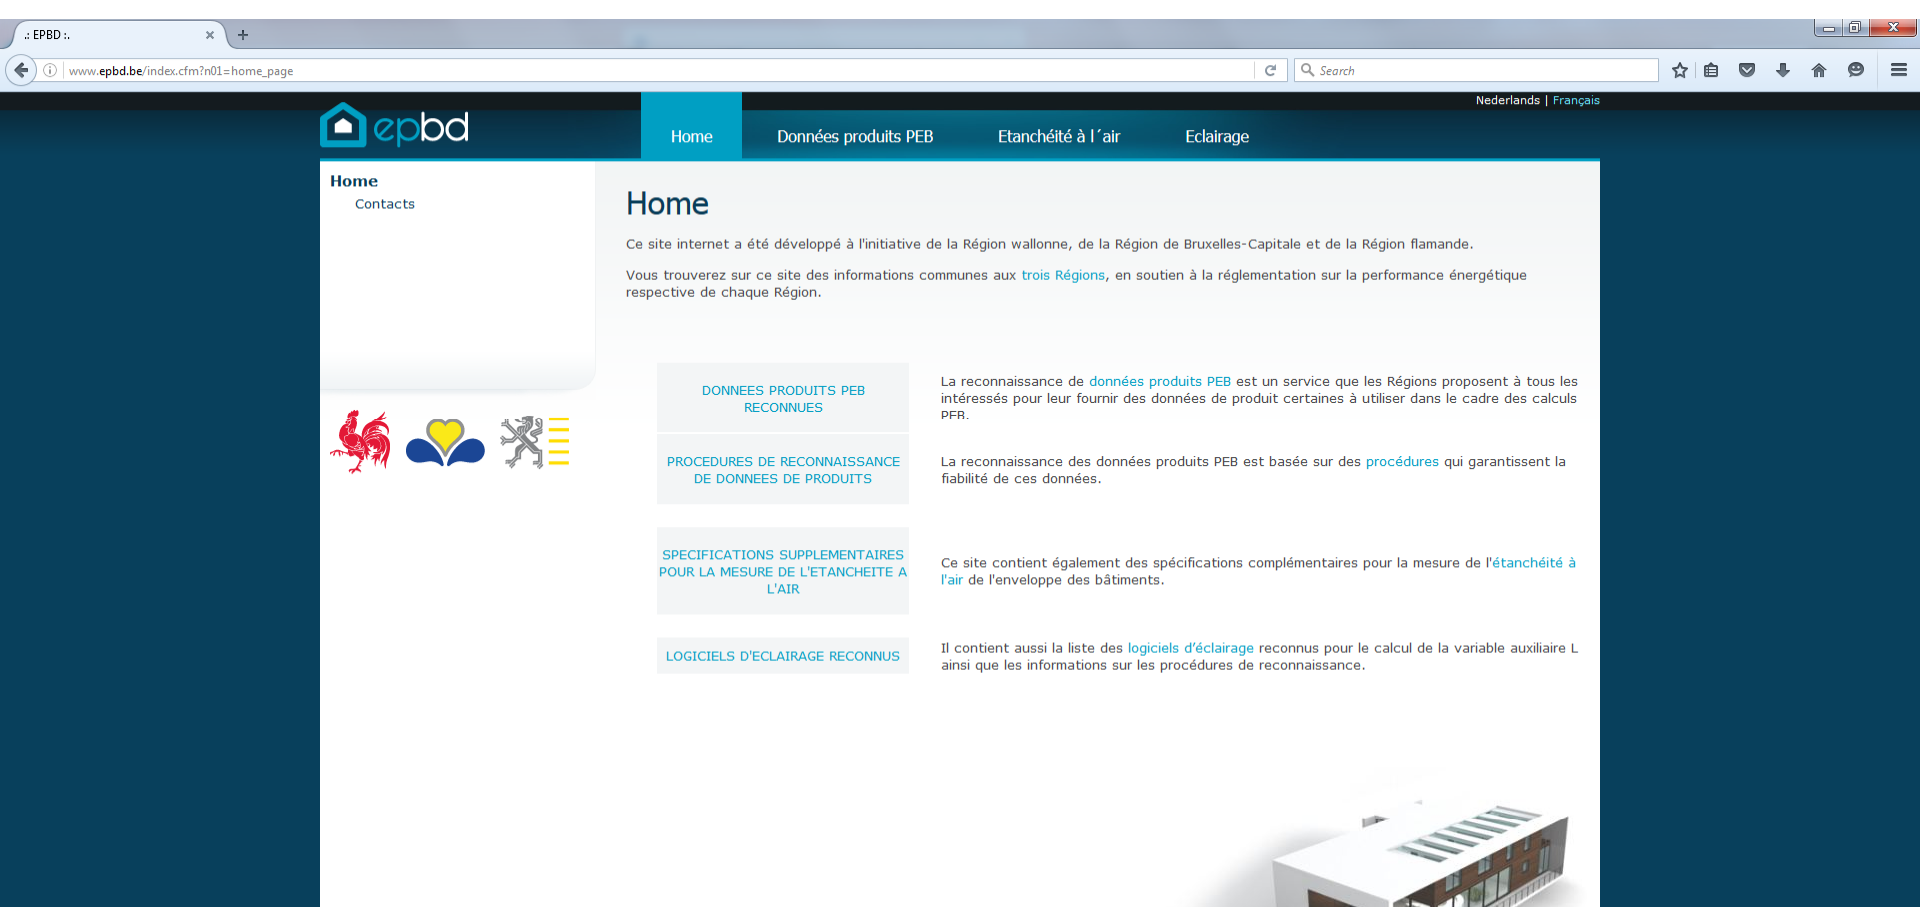 .: EPBD :.
www.epbd.be/index.cfm?n01=home_page
Search
Nederlands | Français
epbd
Home
Données produits PEB
Etanchéité à l´air
Eclairage
Home
Contacts
Home
Ce site internet a été développé à l'initiative de la Région wallonne, de la Région de Bruxelles-Capitale et de la Région flamande.
Vous trouverez sur ce site des informations communes aux trois Régions, en soutien à la réglementation sur la performance énergétique
respective de chaque Région.
DONNEES PRODUITS PEB
RECONNUES
La reconnaissance de données produits PEB est un service que les Régions proposent à tous les
intéressés pour leur fournir des données de produit certaines à utiliser dans le cadre des calculs
PEB.
PROCEDURES DE RECONNAISSANCE
DE DONNEES DE PRODUITS
La reconnaissance des données produits PEB est basée sur des procédures qui garantissent la
fiabilité de ces données.
SPECIFICATIONS SUPPLEMENTAIRES
POUR LA MESURE DE L'ETANCHEITE A
L'AIR
Ce site contient également des spécifications complémentaires pour la mesure de l'étanchéité à
l'air de l'enveloppe des bâtiments.
LOGICIELS D'ECLAIRAGE RECONNUS
Il contient aussi la liste des logiciels d’éclairage reconnus pour le calcul de la variable auxiliaire L
ainsi que les informations sur les procédures de reconnaissance.